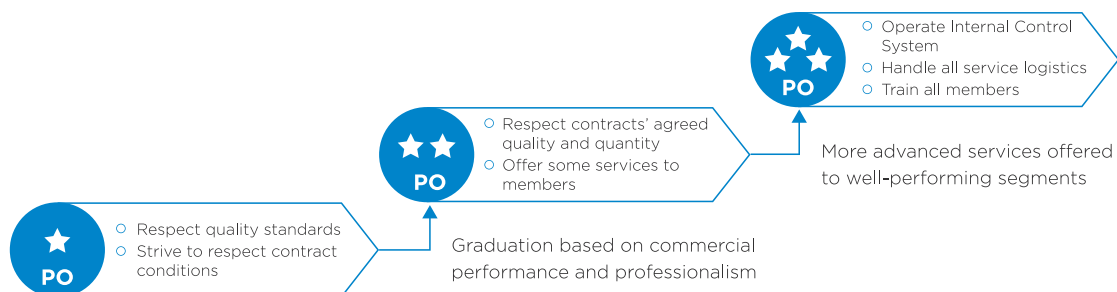 PO
Respect quality standards
Strive to respect contract
conditions
Graduation based on commercial
performance and professionalism
PO
Respect contracts' agreed
quality and quantity
Offer some services to
members
More advanced services offered
to well-performing segments
PO
Operate Internal Control
System
Handle all service logistics
Train all members